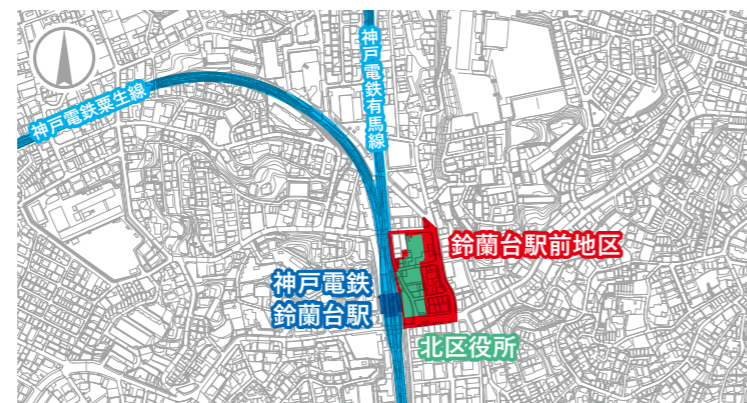 神戸電鉄有馬線
神戸電鉄粟生線
鈴蘭台駅前地区
神戸電鉄
鈴蘭台駅
北区役所